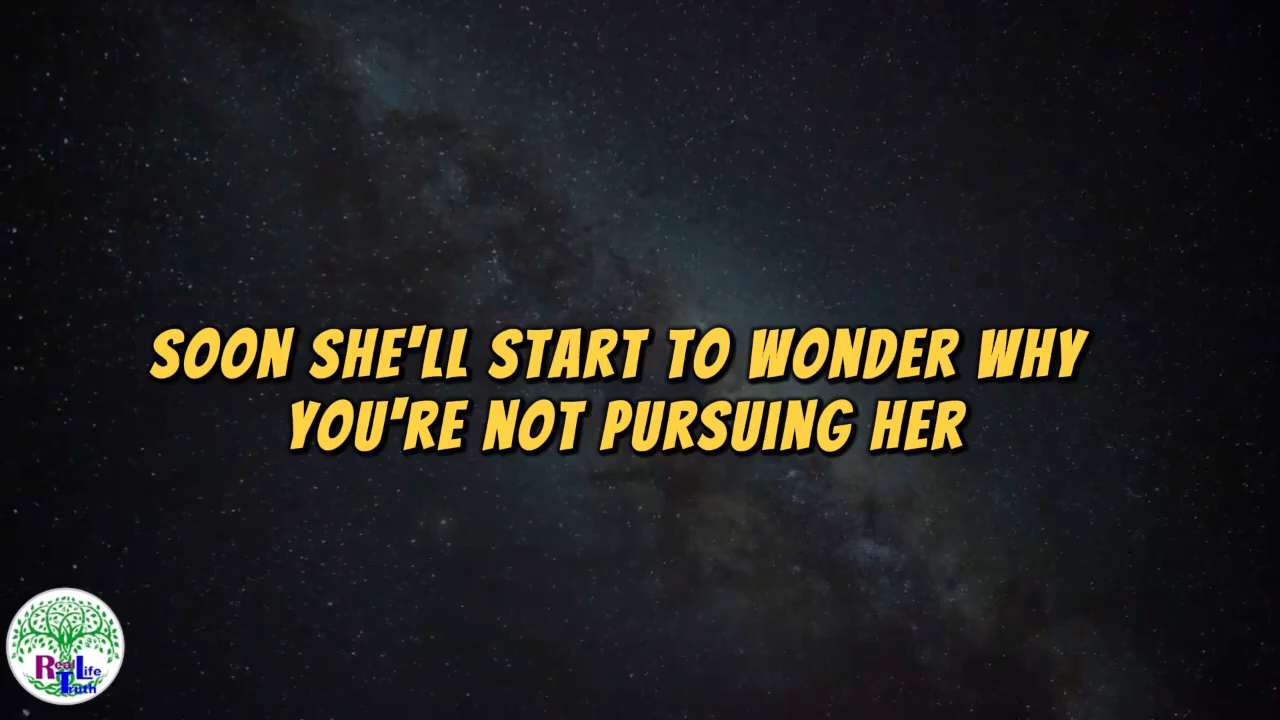 SOON SHE'LL START TO WONDER WHY
YOU'RE NOT PURSUING HER
Real Life
Truth